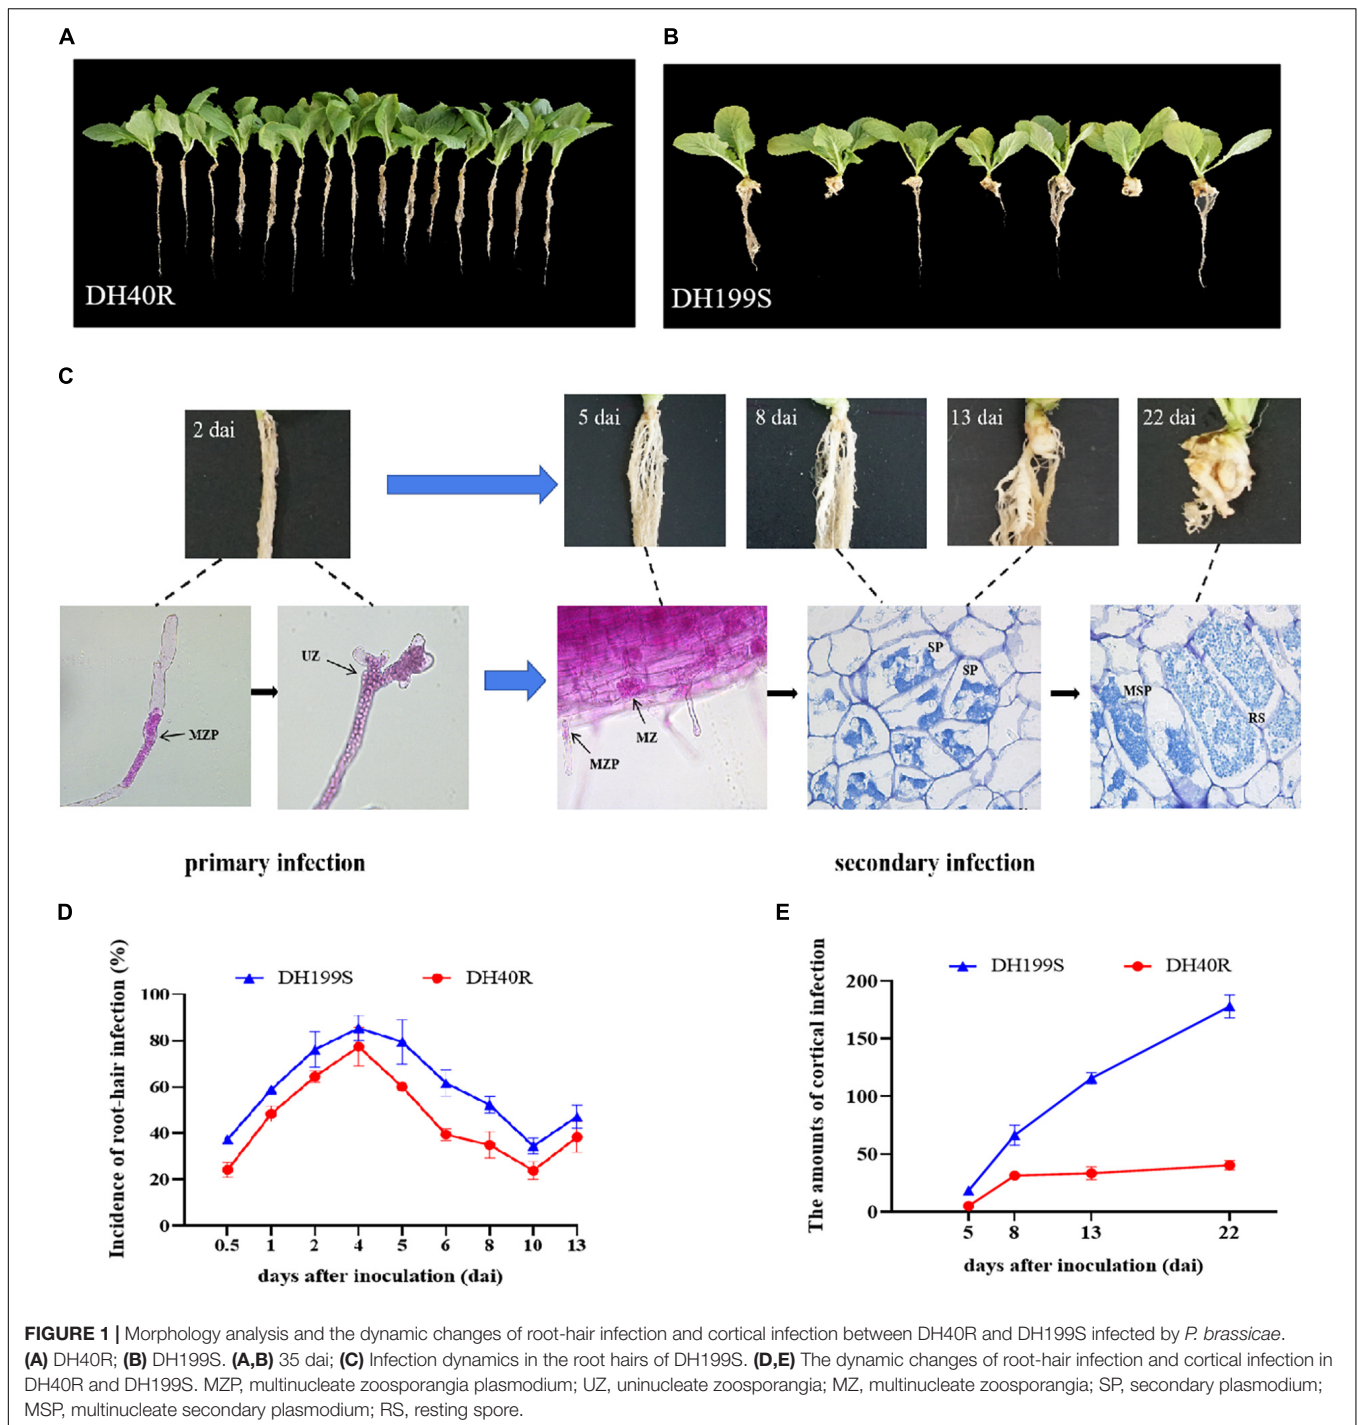 A
B
DH40R
DH199S
C
2 dai
5 dai
8 dai
13 dai
22 dai
MZP
UZ
MZ
MZP
SP
SP
MSP
RS
primary infection
secondary infection
D
E
Incidence of root-hair infection (%)
DH199S
DH40R
100
80
60
40
20
0
0.5 1 2 4 5 6 8 10 13
days after inoculation (dai)
The amounts of cortical infection
DH199S
DH40R
200
150
100
50
0
5 8 13 22
days after inoculation (dai)
FIGURE 1 | Morphology analysis and the dynamic changes of root-hair infection and cortical infection between DH40R and DH199S infected by P. brassicae.
(A) DH40R; (B) DH199S. (A,B) 35 dai; (C) Infection dynamics in the root hairs of DH199S. (D,E) The dynamic changes of root-hair infection and cortical infection in
DH40R and DH199S. MZP, multinucleate zoosporangia plasmodium; UZ, uninucleate zoosporangia; MZ, multinucleate zoosporangia; SP, secondary plasmodium;
MSP, multinucleate secondary plasmodium; RS, resting spore.